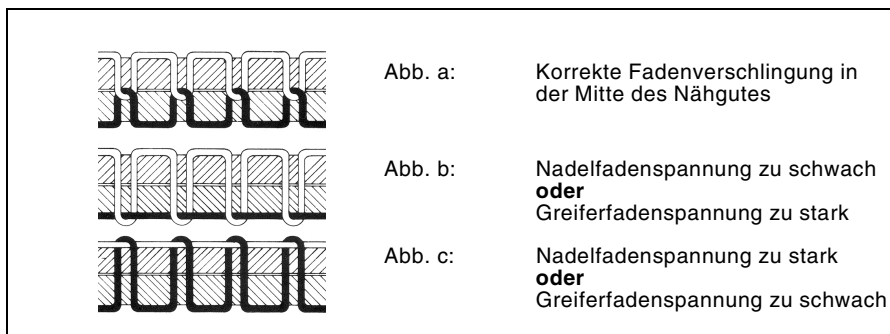 Abb. a: Korrekte Fadenverschlingung in
der Mitte des Nähgutes
Abb. b: Nadelfadenspannung zu schwach
oder
Greiferfadenspannung zu stark
Abb. c: Nadelfadenspannung zu stark
oder
Greiferfadenspannung zu schwach